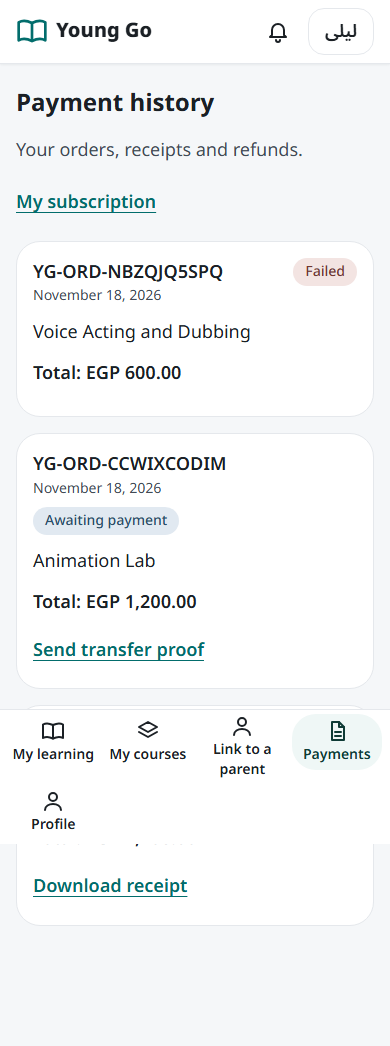 Young Go
ليلى
Payment history
Your orders, receipts and refunds.
My subscription
YG-ORD-NBZQJQ5SPQ
Failed
November 18, 2026
Voice Acting and Dubbing
Total: EGP 600.00
YG-ORD-CCWIXCODIM
November 18, 2026
Awaiting payment
Animation Lab
Total: EGP 1,200.00
Send transfer proof
My learning
My courses
Link to a
parent
Payments
Profile
Download receipt